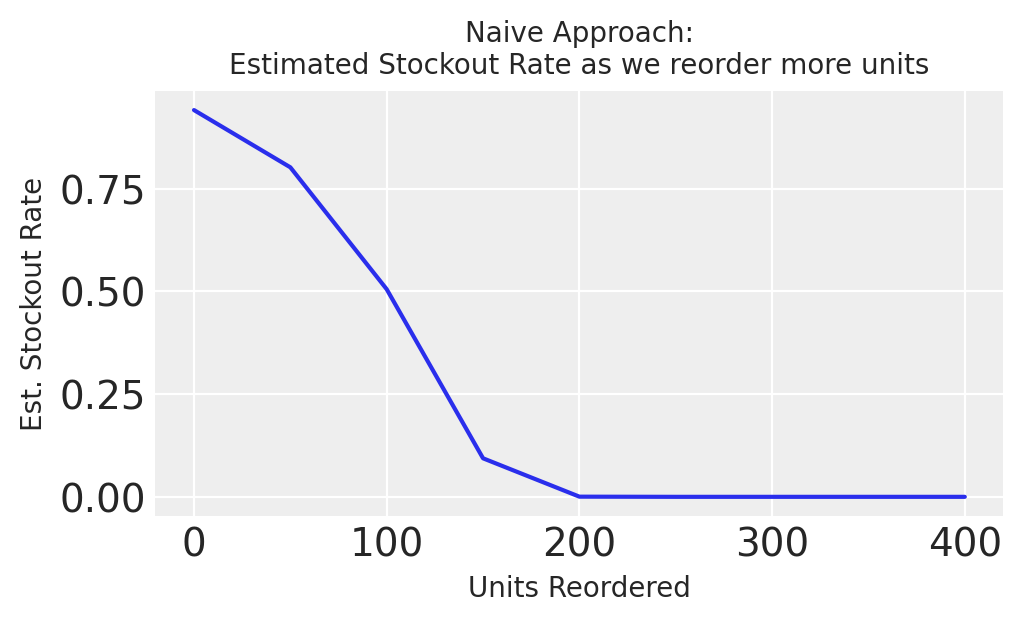 Naive Approach:
Estimated Stockout Rate as we reorder more units
Est. Stockout Rate
0.75
0.50
0.25
0.00
0 100 200 300 400
Units Reordered